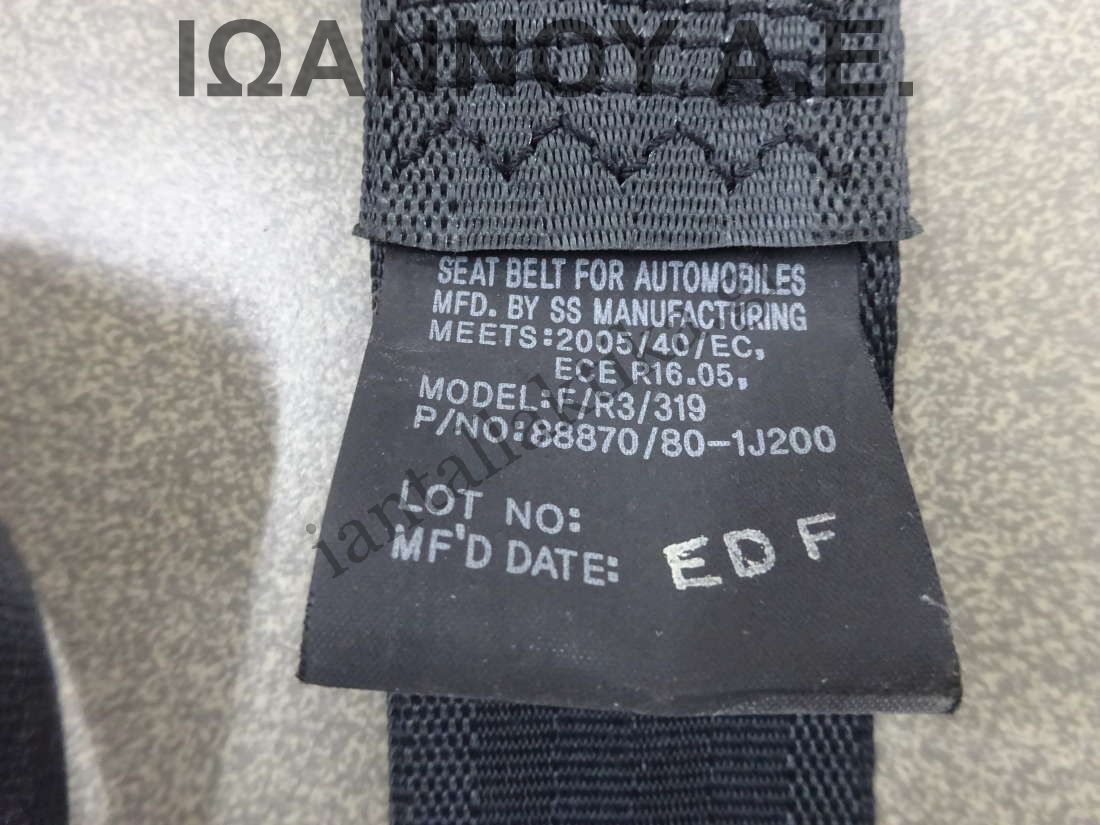 ΙΩΑΝΝΟΥ Α.Ε.
SEAT BELT FOR AUTOMOBILES
MFD. BY SS MANUFACTURING
MEETS:2005/40/EC,
ECE R16.05,
MODEL:E/R3/319
P/NO:88870/80-1J200
LOT NO:
MF'D DATE: EDF